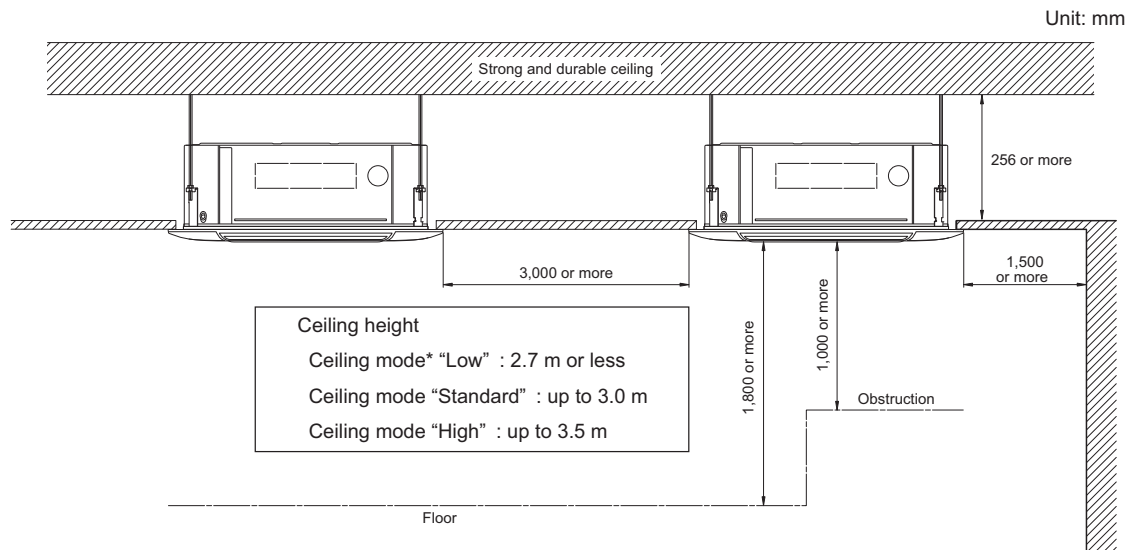 Unit: mm
Strong and durable ceiling
256 or more
3,000 or more
1,500
or more
1,800 or more
1,000 or more
Ceiling height
Ceiling mode* “Low” : 2.7 m or less
Ceiling mode “Standard” : up to 3.0 m
Ceiling mode “High” : up to 3.5 m
Obstruction
Floor